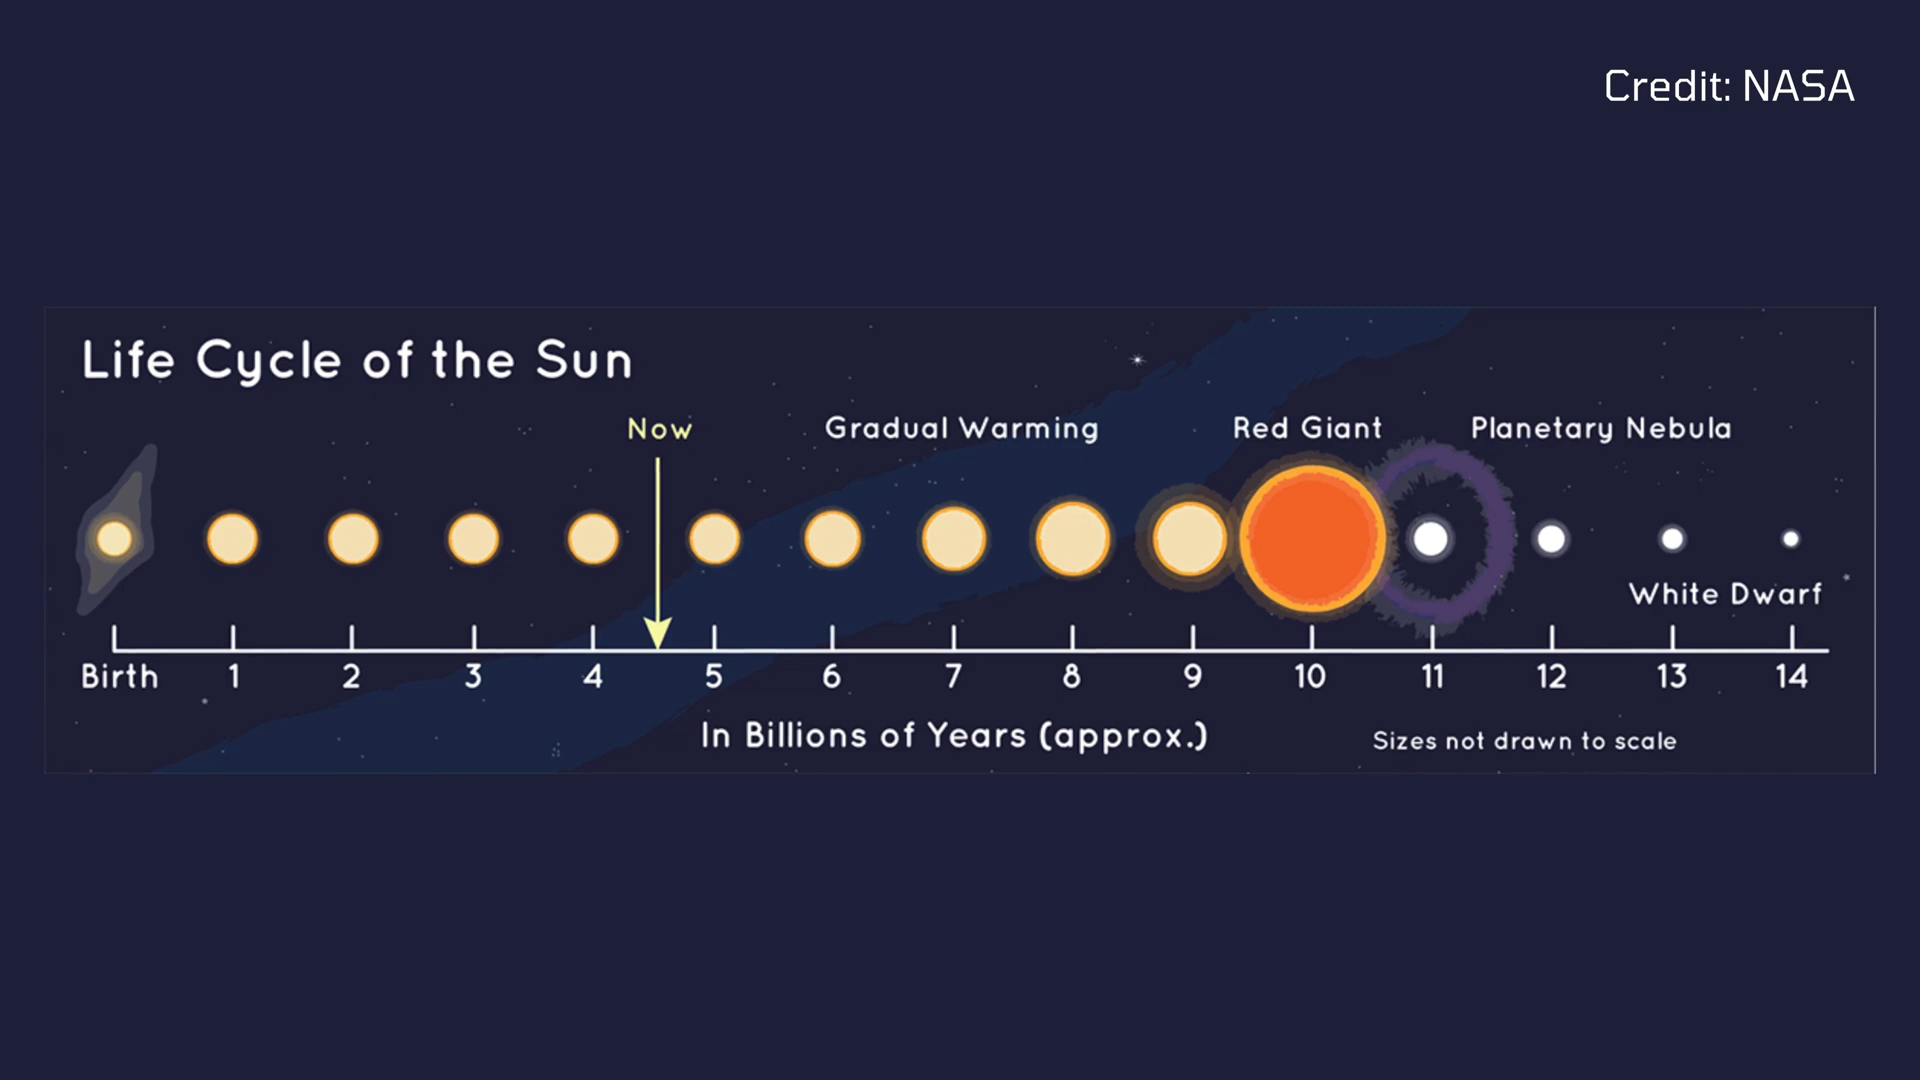 Credit: NASA
Life Cycle of the Sun
Now
Gradual Warming
Red Giant
Planetary Nebula
White Dwarf
Birth 1 2 3 4 5 6 7 8 9 10 11 12 13 14
In Billions of Years (approx.)
Sizes not drawn to scale